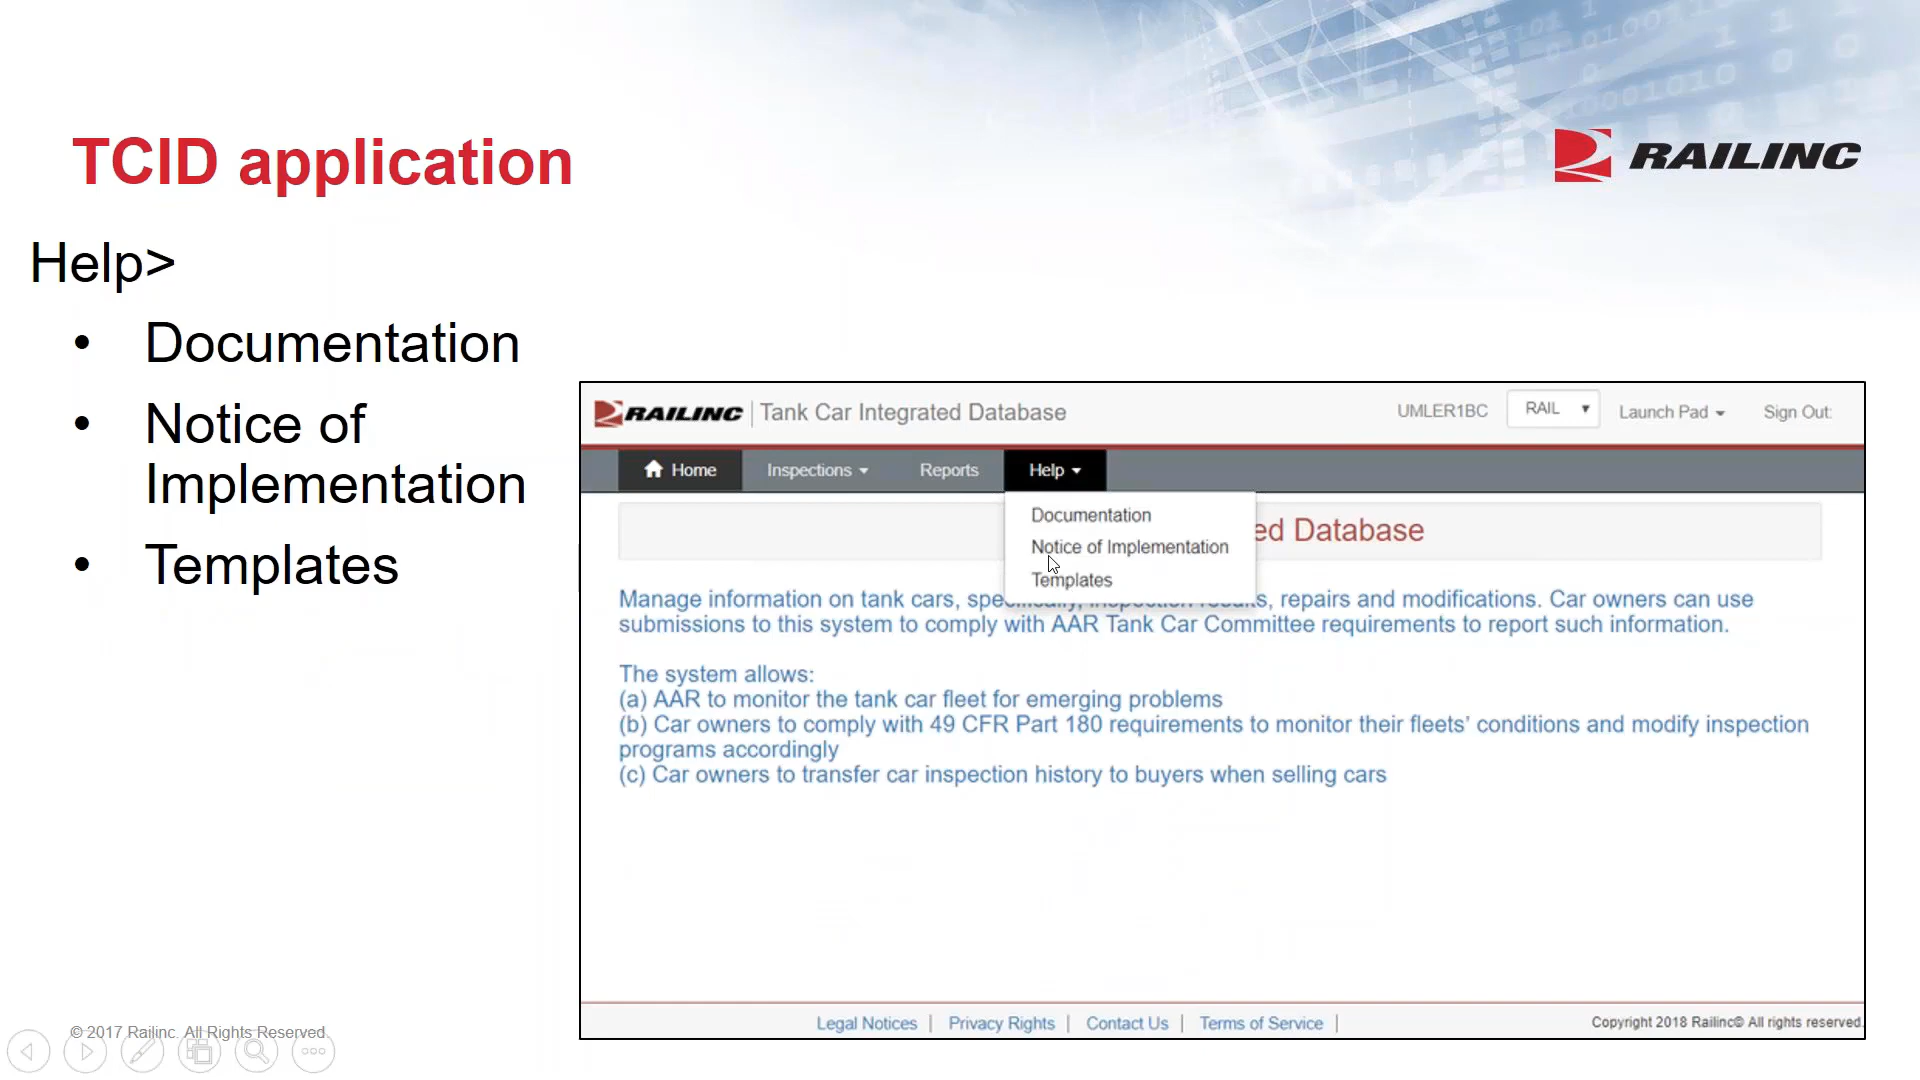 TCID application
RAILINC
Help>
• Documentation
• Notice of
Implementation
• Templates
RAILINC | Tank Car Integrated Database
UMLER1BC
RAIL
Launch Pad
Sign Out:
Home
Inspections
Reports
Help
Documentation
Notice of Implementation
Templates
ed Database
Manage information on tank cars, specifically, inspection results, repairs and modifications. Car owners can use
submissions to this system to comply with AAR Tank Car Committee requirements to report such information.
The system allows:
(a) AAR to monitor the tank car fleet for emerging problems
(b) Car owners to comply with 49 CFR Part 180 requirements to monitor their fleets’ conditions and modify inspection
programs accordingly
(c) Car owners to transfer car inspection history to buyers when selling cars
Legal Notices | Privacy Rights | Contact Us | Terms of Service |
Copyright 2018 Railinc© All rights reserved.
© 2017 Railinc. All Rights Reserved.